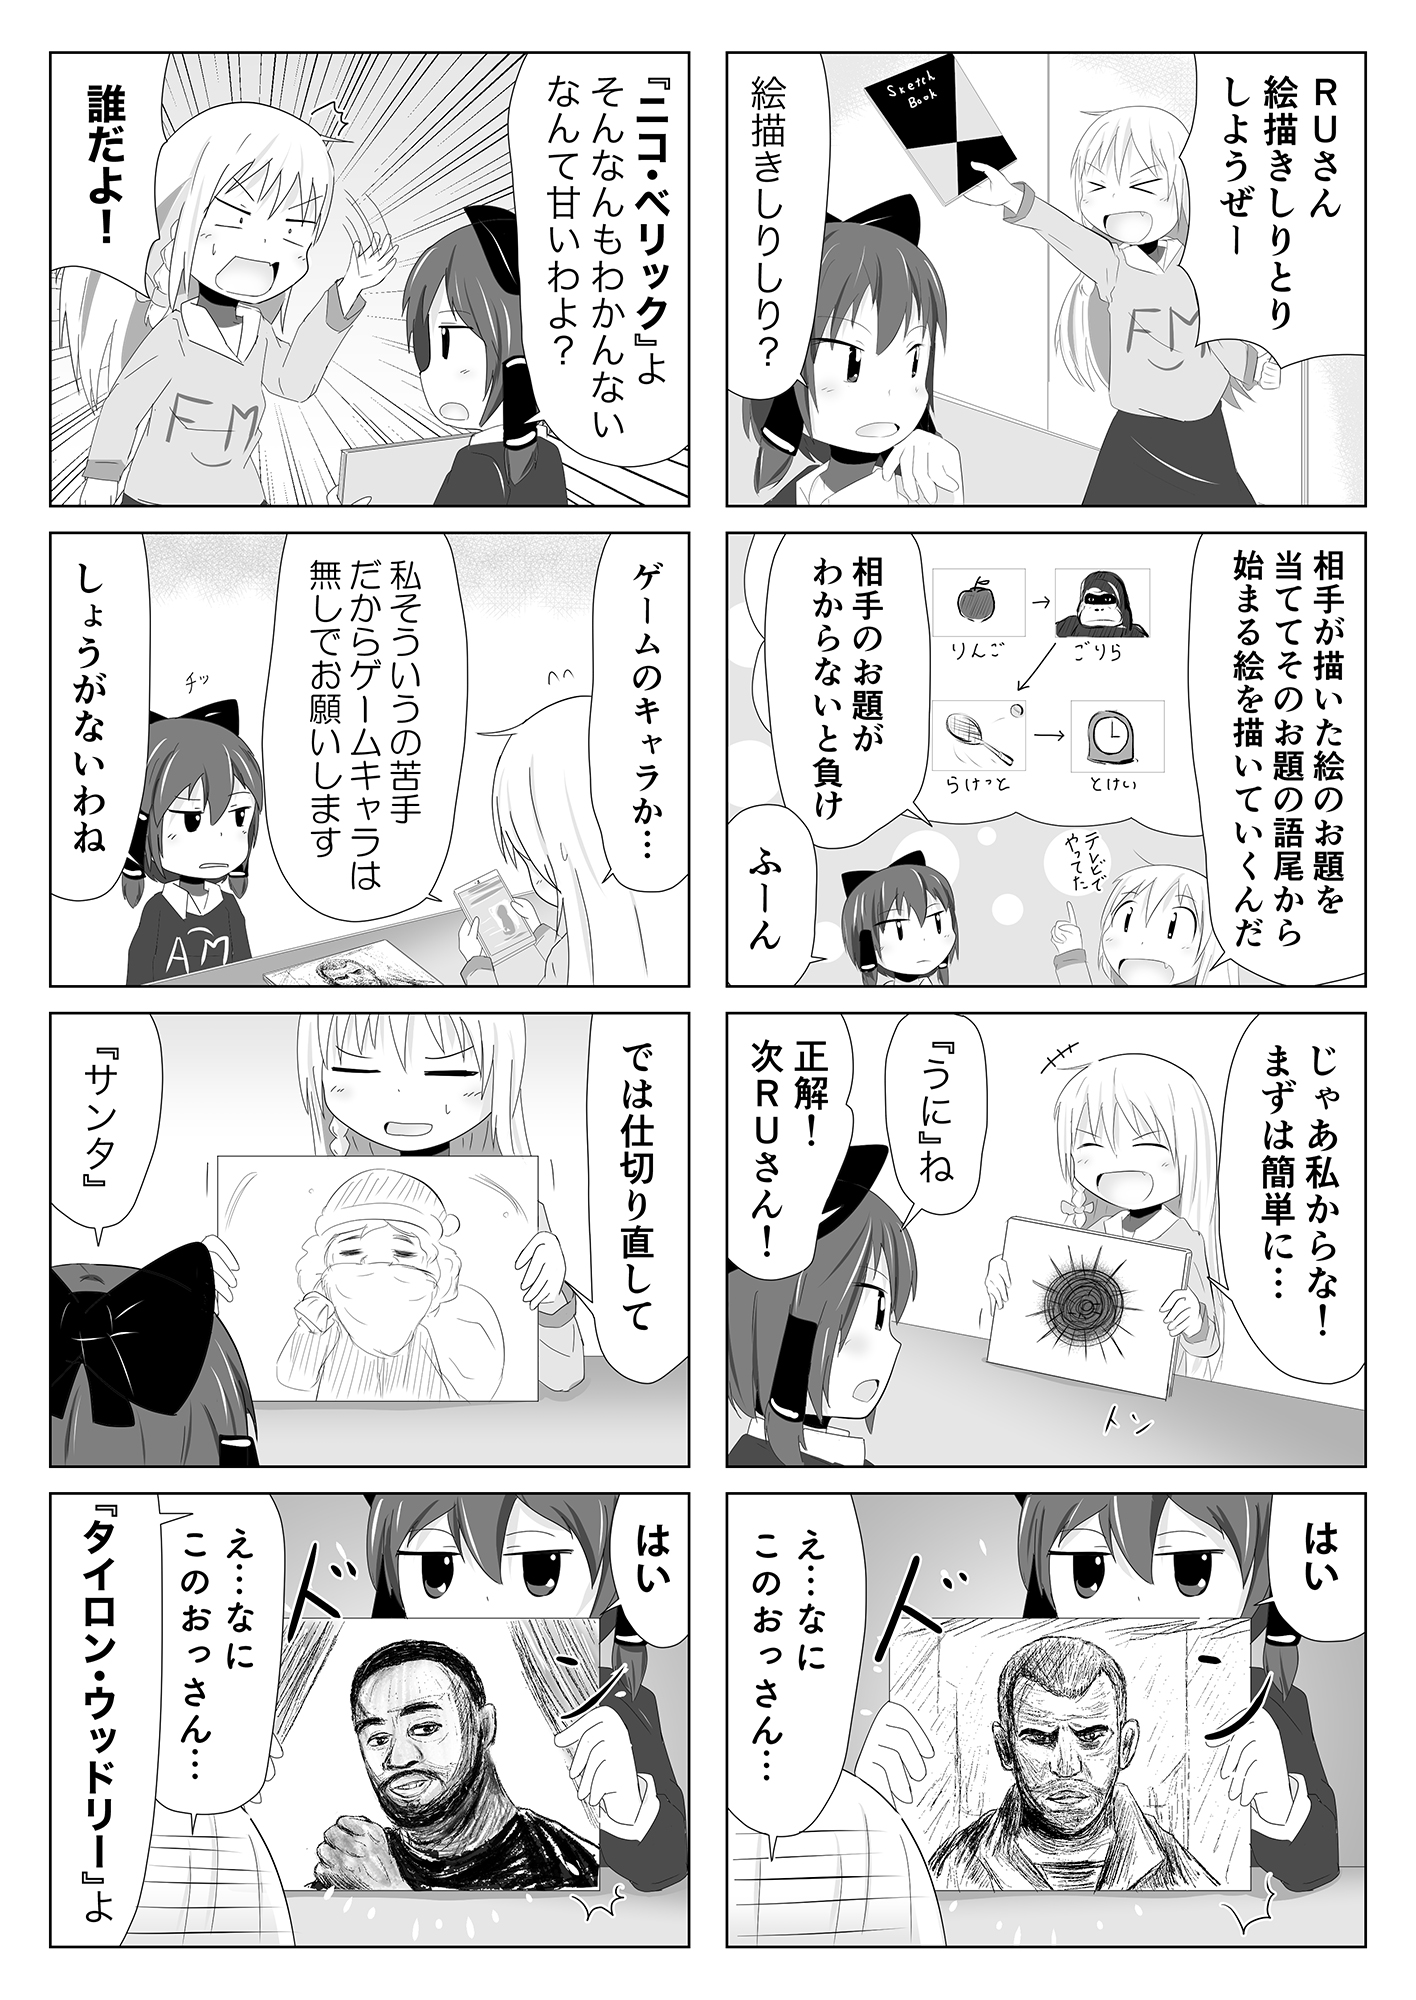 ＲＵさん
絵描きしりとり
しようぜー
Sketch
Book
FM
絵描きしりしり？
相手が描いた絵のお題を
当ててそのお題の語尾から
始まる絵を描いていくんだ
りんご
ごりら
らけっと
とけい
相手のお題が
わからないと負け
テレビで
やってた
ふーん
じゃあ私からな！
まずは簡単に…
『うに』ね
トン
正解！
次ＲＵさん！
はい
ドン
え…なに
このおっさん…
『ニコ・ベリック』よ
そんなんもわかんない
なんて甘いわよ？
誰だよ！
FM
ゲームのキャラか…
私そういうの苦手
だからゲームキャラは
無しでお願いします
チッ
しょうがないわね
AM
では仕切り直して
『サンタ』
はい
ドン
え…なに
このおっさん…
『タイロン・ウッドリー』よ